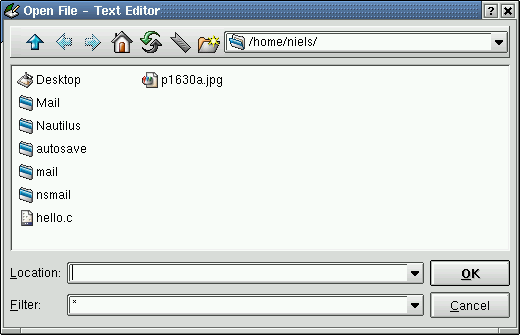 Open File - Text Editor
/home/niels/
Desktop
p1630a.jpg
Mail
Nautilus
autosave
mail
nsmail
hello.c
Location:
OK
Filter:
*
Cancel